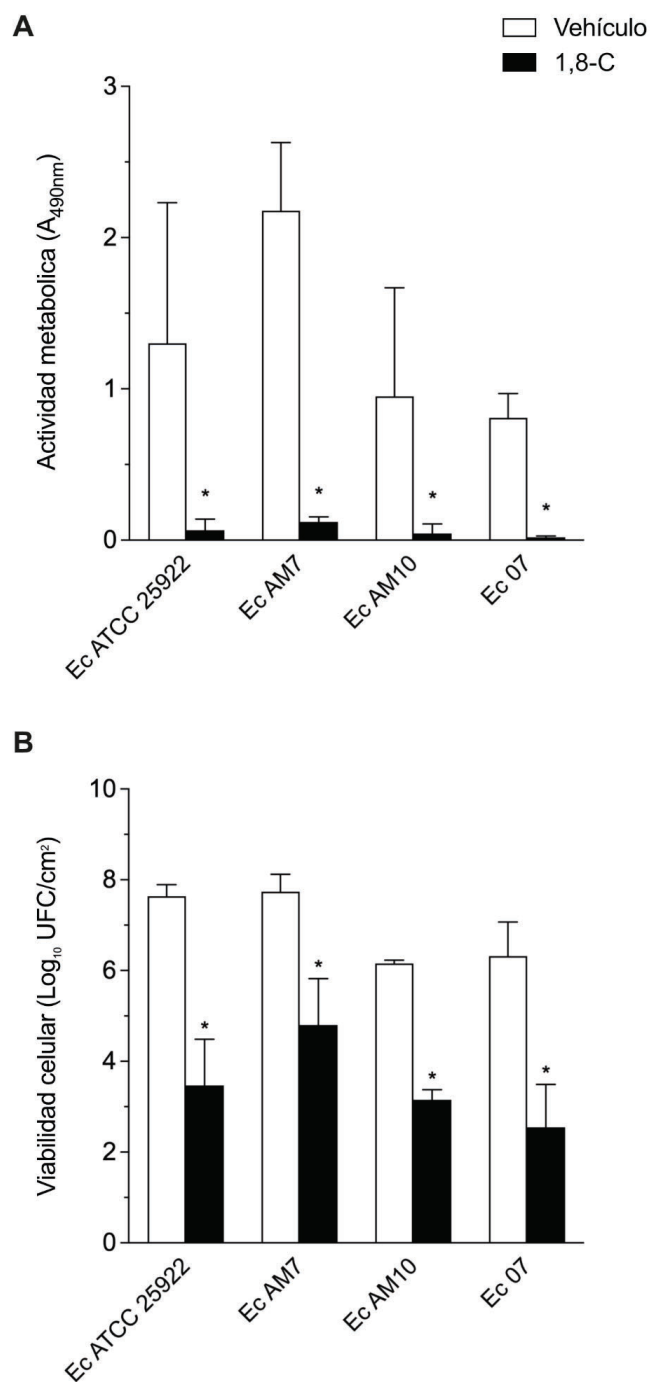 A
Vehículo
1,8-C
Actividad metabolica (A490nm)
3
2
1
0
*
*
*
*
Ec ATCC 25922
Ec AM7
Ec AM10
Ec 07
B
Viabilidad celular (Log₁₀ UFC/cm²)
10
8
6
4
2
0
*
*
*
*
Ec ATCC 25922
Ec AM7
Ec AM10
Ec 07